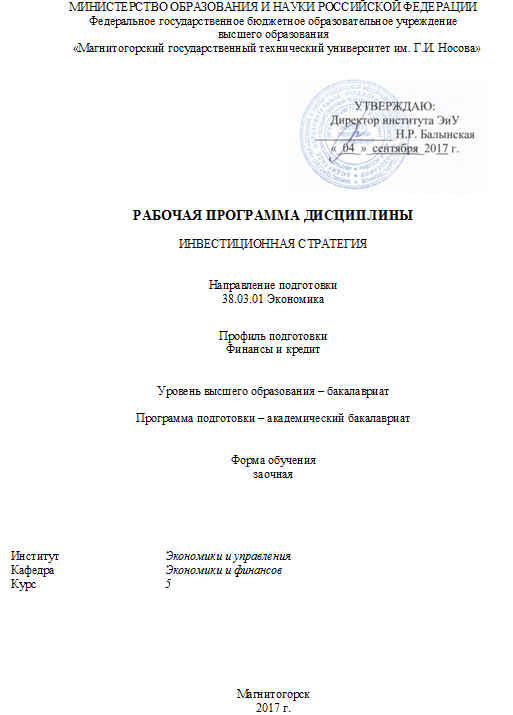 МИНИСТЕРСТВО ОБРАЗОВАНИЯ И НАУКИ РОССИЙСКОЙ ФЕДЕРАЦИИ
Федеральное государственное бюджетное образовательное учреждение
высшего образования
«Магнитогорский государственный технический университет им. Г.И. Носова»
УТВЕРЖДАЮ:
Директор института ЭиУ
Н.Р. Балынская
« 04 » сентября 2017 г.
РАБОЧАЯ ПРОГРАММА ДИСЦИПЛИНЫ
ИНВЕСТИЦИОННАЯ СТРАТЕГИЯ
Направление подготовки
38.03.01 Экономика
Профиль подготовки
Финансы и кредит
Уровень высшего образования – бакалавриат
Программа подготовки – академический бакалавриат
Форма обучения
заочная
Институт Экономики и управления
Кафедра Экономики и финансов
Курс 5
Магнитогорск
2017 г.